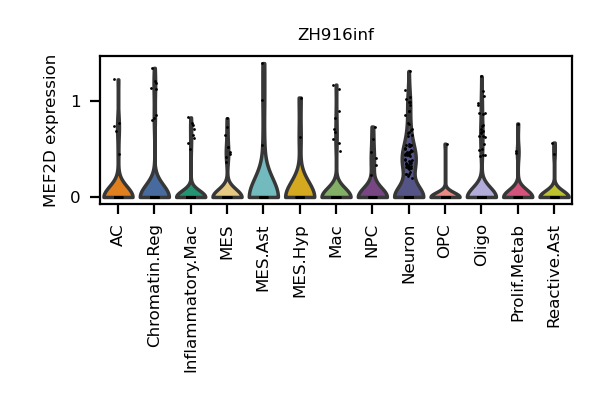 ZH916inf
MEF2D expression
1
0
AC
Chromatin.Reg
Inflammatory.Mac
MES
MES.Ast
MES.Hyp
Mac
NPC
Neuron
OPC
Oligo
Prolif.Metab
Reactive.Ast